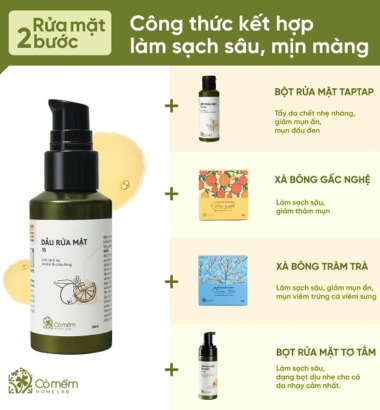 Rửa mặt
2 bước
Công thức kết hợp
làm sạch sâu, mịn màng
BỘT RỬA MẶT TAPTAP
Tẩy da chết nhẹ nhàng,
giảm mụn ẩn,
mụn đầu đen
XÀ BÔNG GẤC NGHỆ
Làm sạch sâu,
giảm thâm mụn
XÀ BÔNG TRÀM TRÀ
Làm sạch sâu, giảm mụn ẩn,
mụn viêm trứng cá viêm sưng
BỌT RỬA MẶT TƠ TẰM
Làm sạch sâu,
dạng bọt dịu nhẹ cho cả
da nhạy cảm nhất.
DẦU RỬA MẶT
3S
Cỏ mềm
HOME LAB